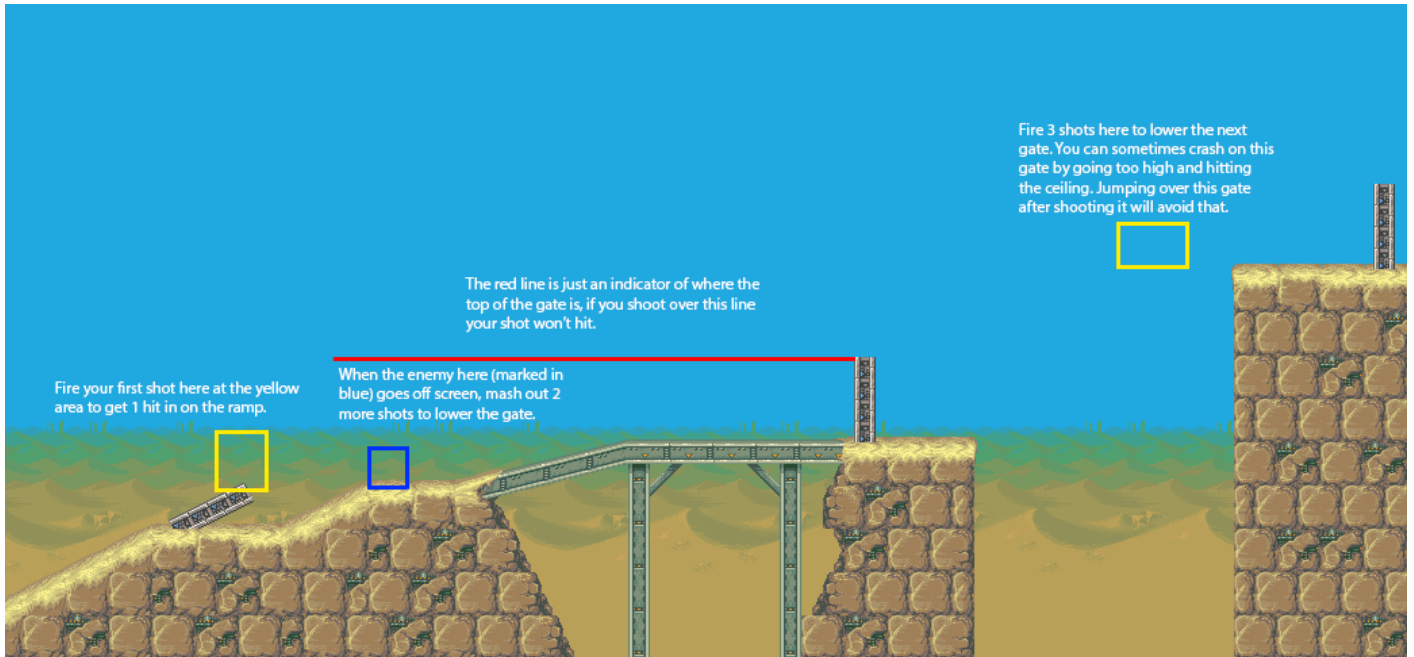 Fire 3 shots here to lower the next
gate. You can sometimes crash on this
gate by going too high and hitting
the ceiling. Jumping over this gate
after shooting it will avoid that.
The red line is just an indicator of where the
top of the gate is, if you shoot over this line
your shot won't hit.
When the enemy here (marked in
blue) goes off screen, mash out 2
more shots to lower the gate.
Fire your first shot here at the yellow
area to get 1 hit in on the ramp.